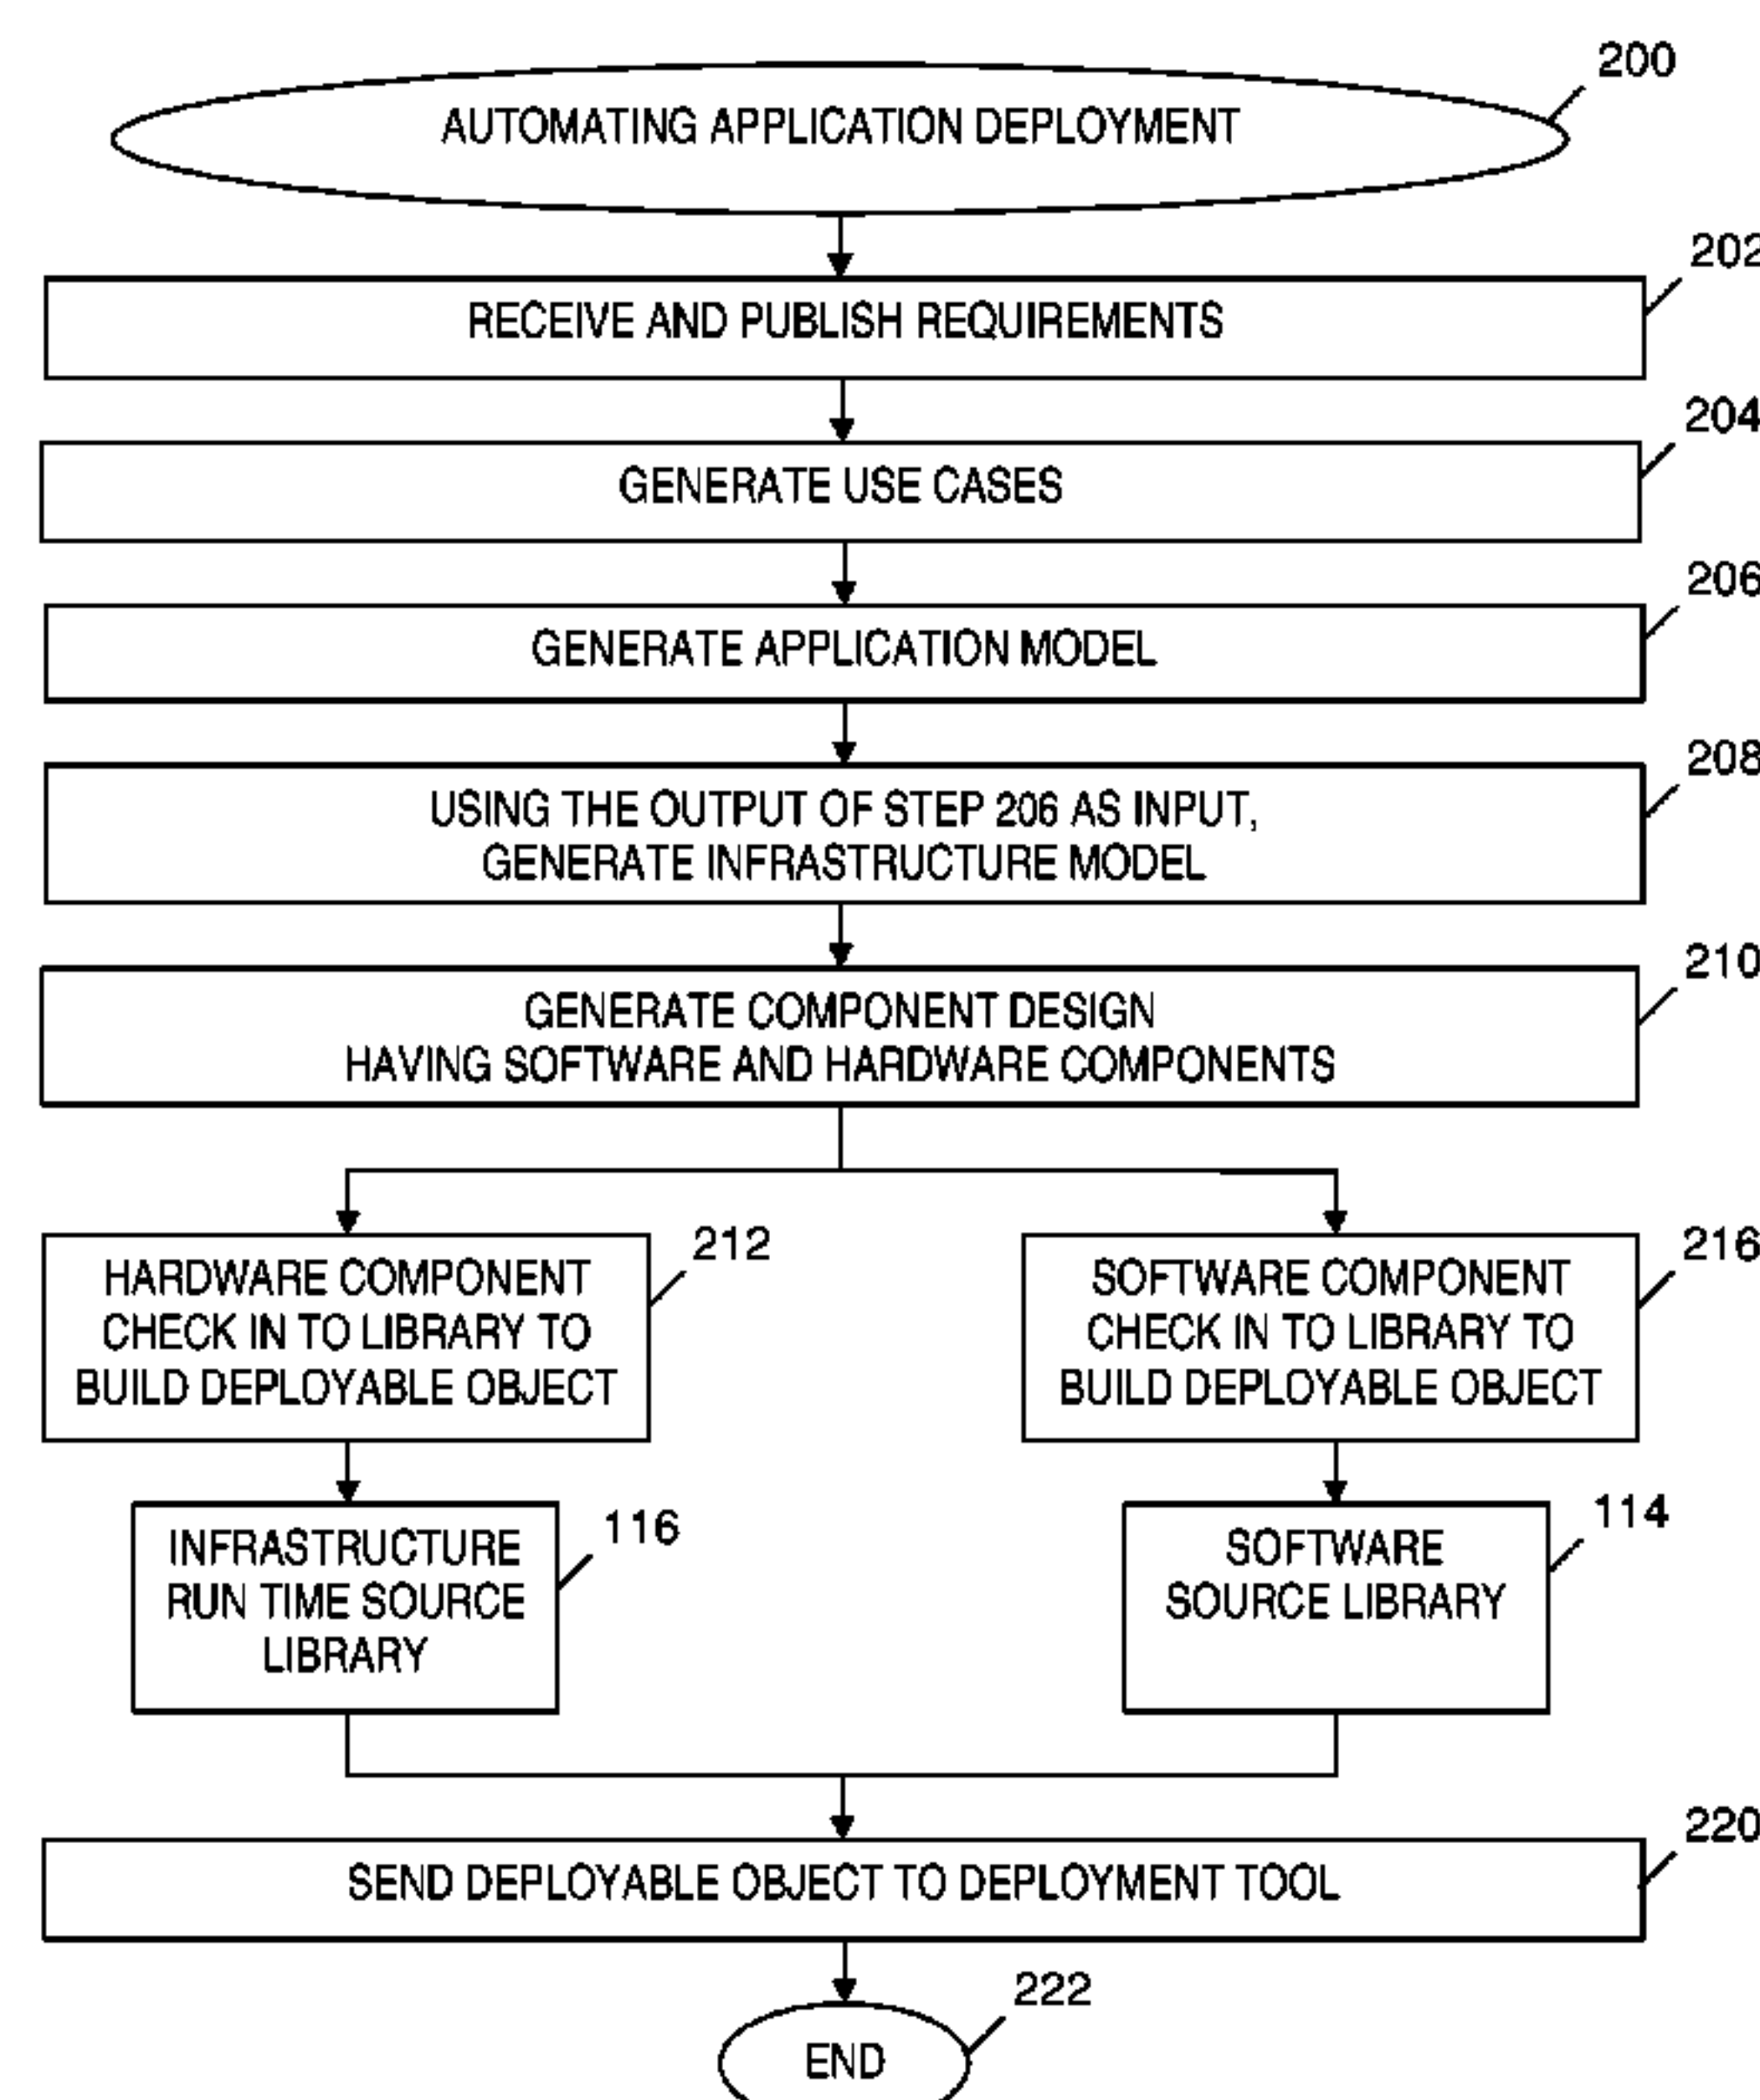 200
AUTOMATING APPLICATION DEPLOYMENT
202
RECEIVE AND PUBLISH REQUIREMENTS
204
GENERATE USE CASES
206
GENERATE APPLICATION MODEL
208
USING THE OUTPUT OF STEP 206 AS INPUT,
GENERATE INFRASTRUCTURE MODEL
210
GENERATE COMPONENT DESIGN
HAVING SOFTWARE AND HARDWARE COMPONENTS
212
HARDWARE COMPONENT
CHECK IN TO LIBRARY TO
BUILD DEPLOYABLE OBJECT
216
SOFTWARE COMPONENT
CHECK IN TO LIBRARY TO
BUILD DEPLOYABLE OBJECT
116
INFRASTRUCTURE
RUN TIME SOURCE
LIBRARY
114
SOFTWARE
SOURCE LIBRARY
220
SEND DEPLOYABLE OBJECT TO DEPLOYMENT TOOL
222
END